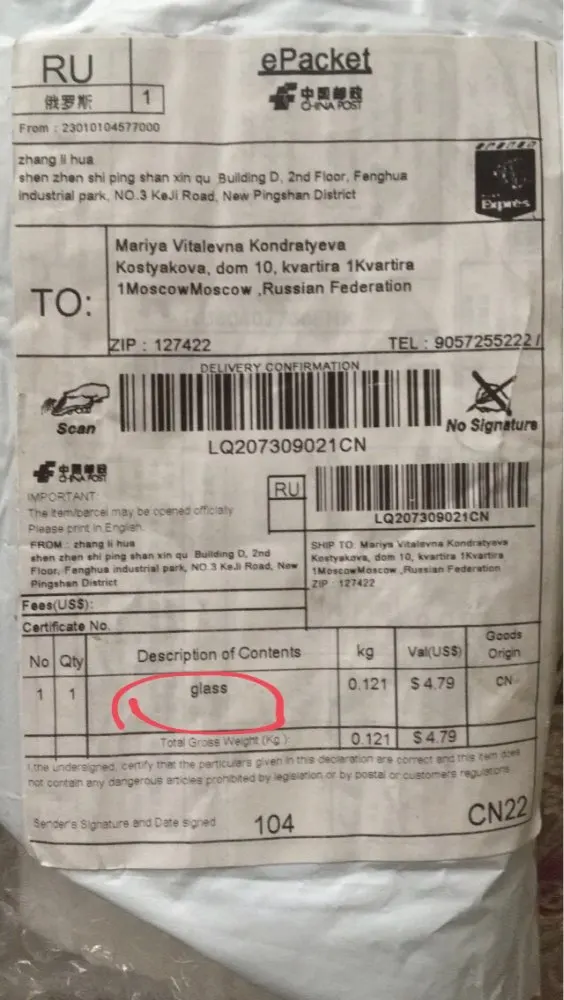 RU
俄罗斯
1
ePacket
中国邮政
CHINA POST
From : 23010104577000
zhang li hua
shen zhen shi ping shan xin qu Building D, 2nd Floor, Fenghua
industrial park, NO.3 KeJi Road, New Pingshan District
Expres
TO:
Mariya Vitalevna Kondratyeva
Kostyakova, dom 10, kvartira 1Kvartira
1MoscowMoscow ,Russian Federation
ZIP : 127422
TEL : 9057255222/
DELIVERY CONFIRMATION
Scan
No Signature
LQ207309021CN
中国邮政
CHINA POST
RU
LQ207309021CN
IMPORTANT:
The item/parcel may be opened officially
Please print in English.
FROM : zhang li hua
shen zhen shi ping shan xin qu Building D, 2nd
Floor, Fenghua industrial park, NO.3 KeJi Road, New
Pingshan District
SHIP TO: Mariya Vitalevna Kondratyeva
Kostyakova, dom 10, kvartira 1Kvartira
1MoscowMoscow ,Russian Federation
ZIP : 127422
Fees(US$):
Certificate No.
No Qty Description of Contents kg Val(US$) Goods Origin
1 1 glass 0.121 $ 4.79 CN
Total Gross Weight (Kg.): 0.121 $ 4.79
I the undersigned, certify that the particulars given in this declaration are correct and this item does
not contain any dangerous articles prohibited by legislation or by postal or customers regulations
Sender's Signature and Date signed 104 CN22